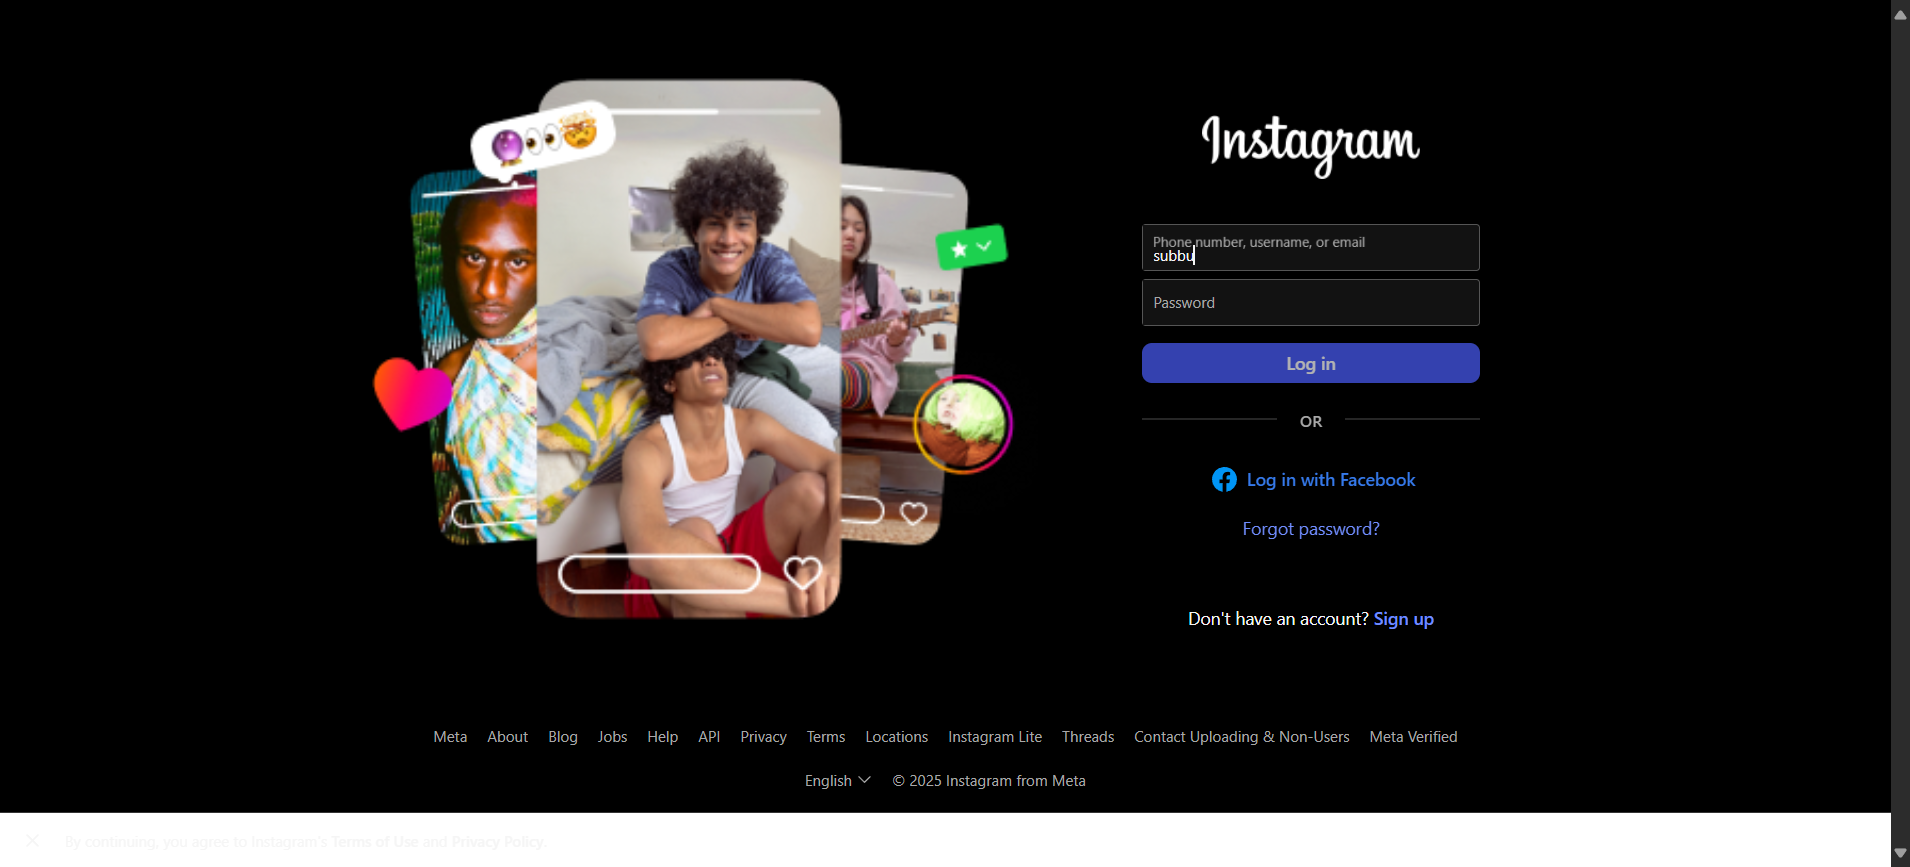 Instagram
Phone number, username, or email
subbu
Password
Log in
OR
Log in with Facebook
Forgot password?
Don't have an account? Sign up
Meta About Blog Jobs Help API Privacy Terms Locations Instagram Lite Threads Contact Uploading & Non-Users Meta Verified
English © 2025 Instagram from Meta
By continuing, you agree to Instagram's Terms of Use and Privacy Policy.